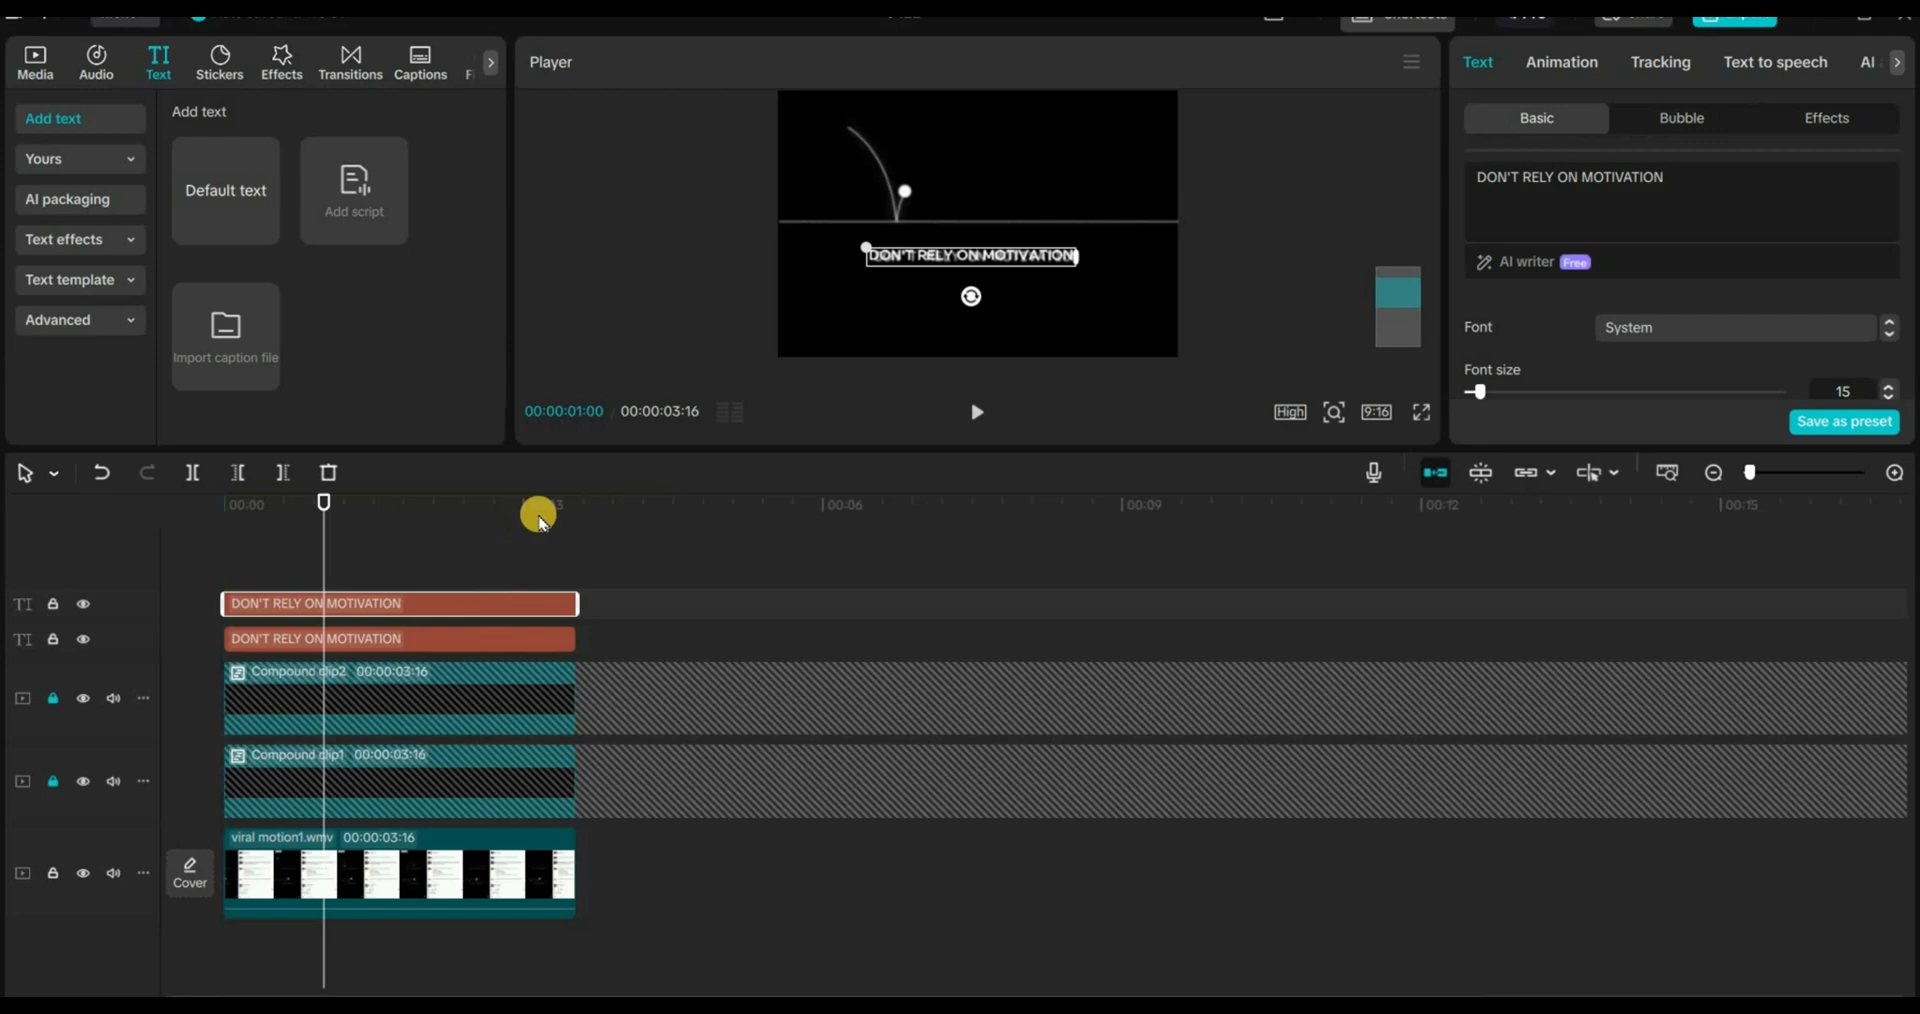 Media
Audio
TI
Text
Stickers
Effects
Transitions
Captions
Add text
Yours
AI packaging
Text effects
Text template
Advanced
Add text
Default text
Add script
Import caption file
Player
DON'T RELY ON MOTIVATION
00:00:01:00 / 00:00:03:16
High
9:16
Text
Animation
Tracking
Text to speech
AI
Basic
Bubble
Effects
DON'T RELY ON MOTIVATION
AI writer Free
Font
System
Font size
15
Save as preset
00:00
00:06
00:09
00:12
00:15
TI
DON'T RELY ON MOTIVATION
TI
DON'T RELY ON MOTIVATION
Compound clip2 00:00:03:16
Compound clip1 00:00:03:16
viral motion1.wmv 00:00:03:16
Cover